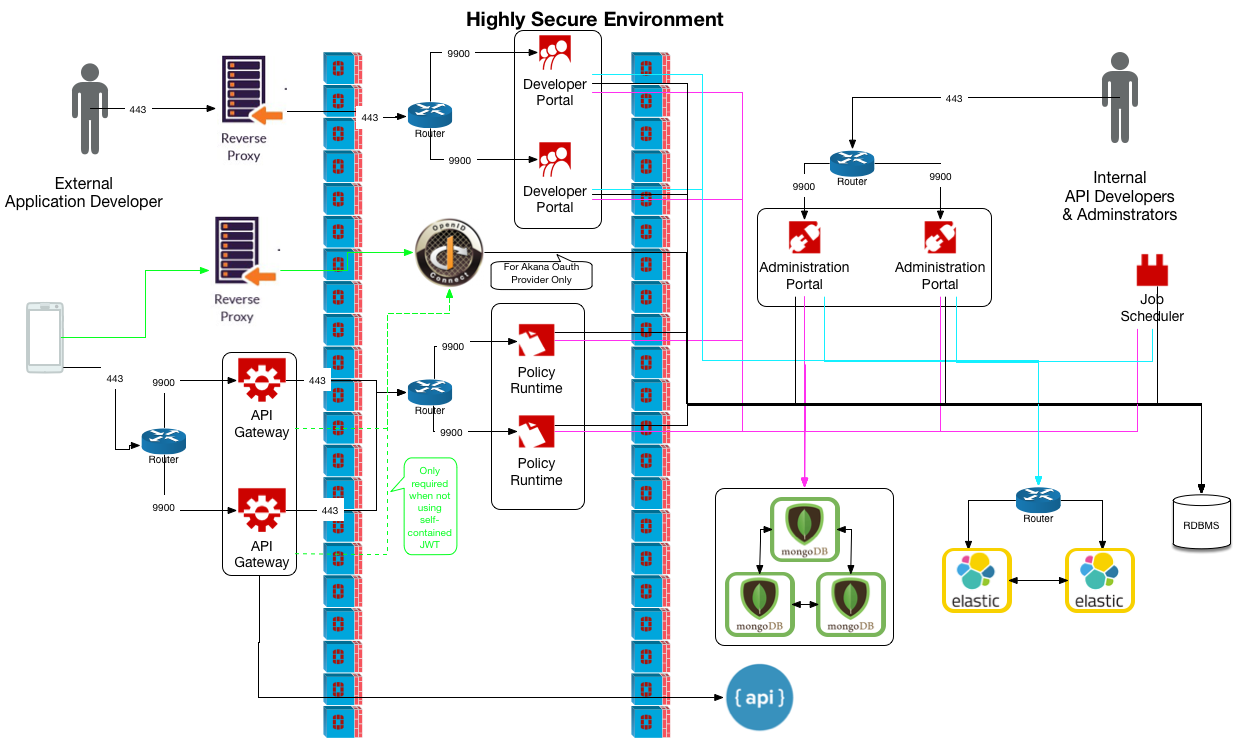 Highly Secure Environment
443
External
Application Developer
Reverse
Proxy
443
Router
9900
9900
Developer
Portal
Developer
Portal
443
Router
9900
9900
Internal
API Developers
& Adminstrators
Administration
Portal
Administration
Portal
Job
Scheduler
Reverse
Proxy
OpenID
Connect
For Akana Oauth
Provider Only
443
Router
9900
9900
API
Gateway
API
Gateway
443
443
Router
9900
9900
Policy
Runtime
Policy
Runtime
Only
required
when not
using
self-
contained
JWT
mongoDB
mongoDB
mongoDB
Router
elastic
elastic
RDBMS
{ api }